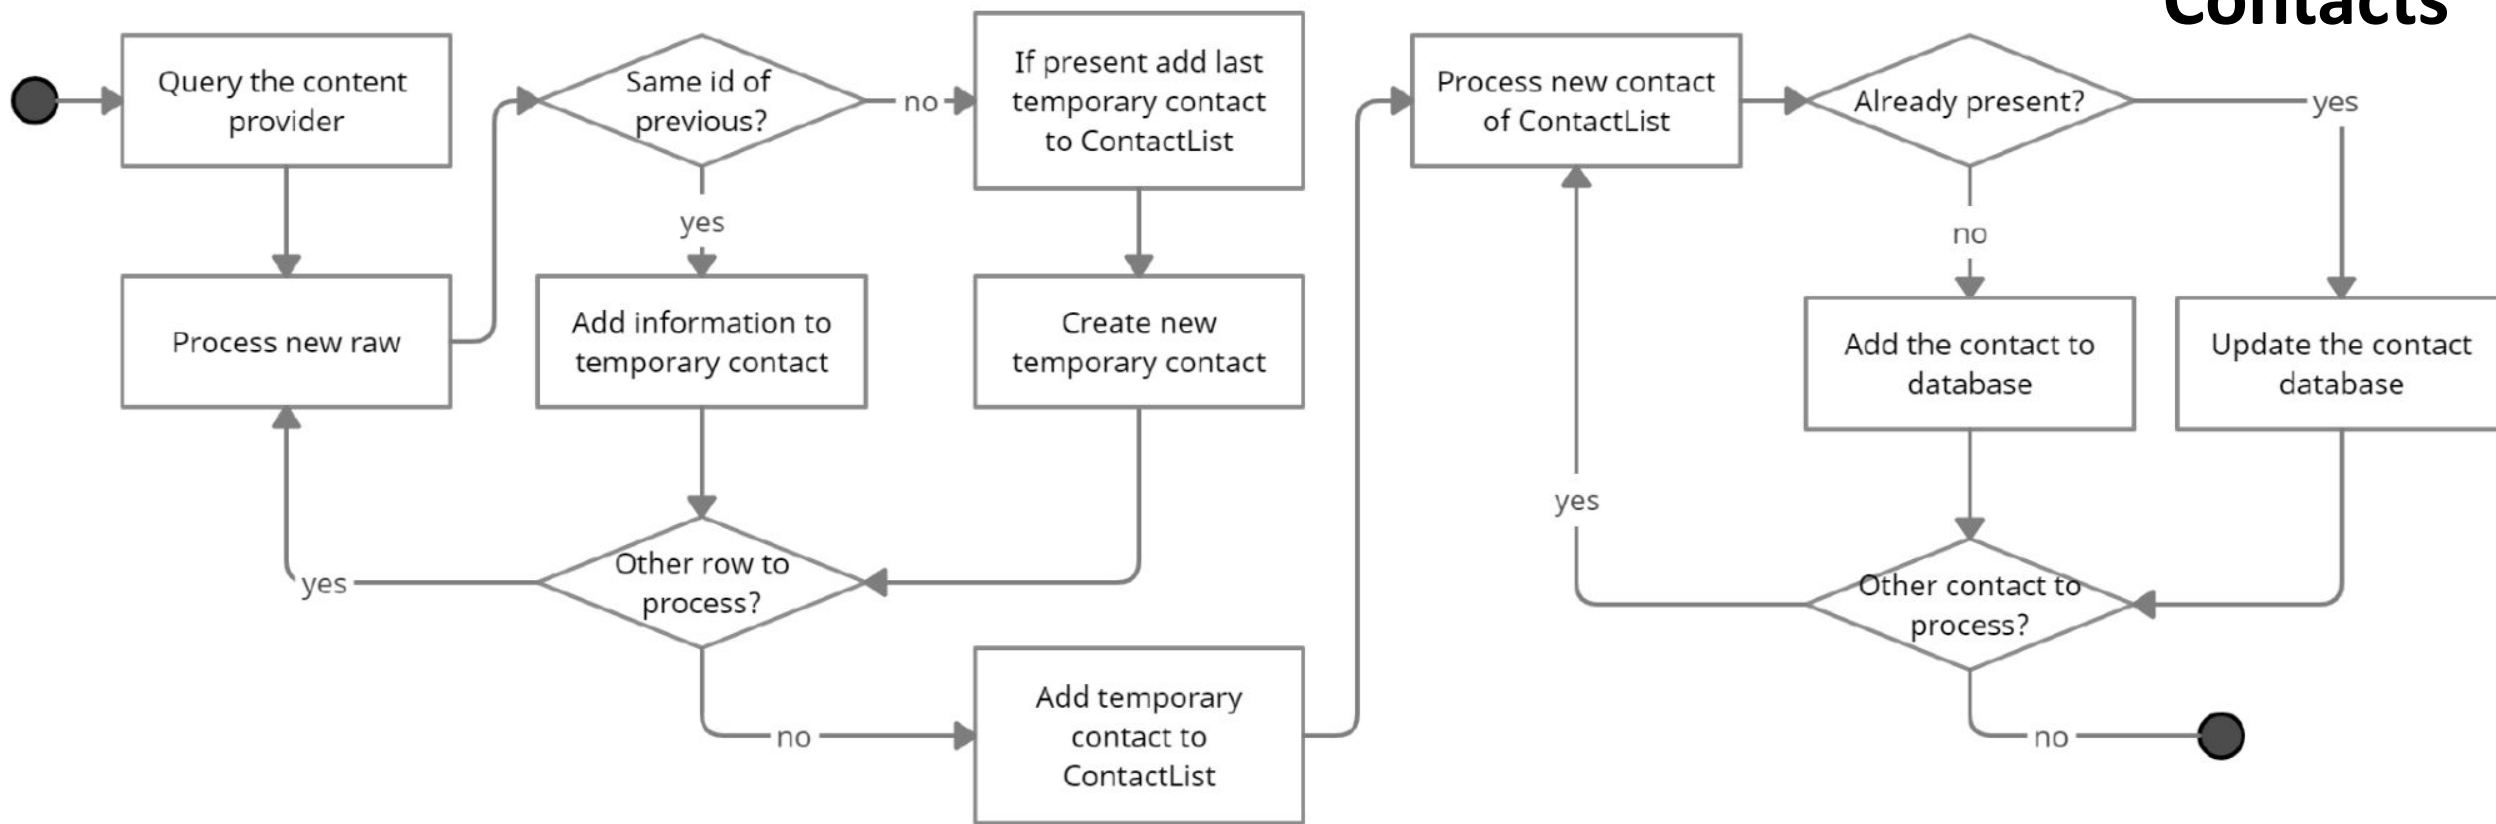 Contacts
Query the content
provider
Same id of
previous?
no
If present add last
temporary contact
to ContactList
Process new contact
of ContactList
Already present?
yes
yes
no
Process new raw
Add information to
temporary contact
Create new
temporary contact
Add the contact to
database
Update the contact
database
yes
Other row to
process?
yes
Other contact to
process?
no
Add temporary
contact to
ContactList
no